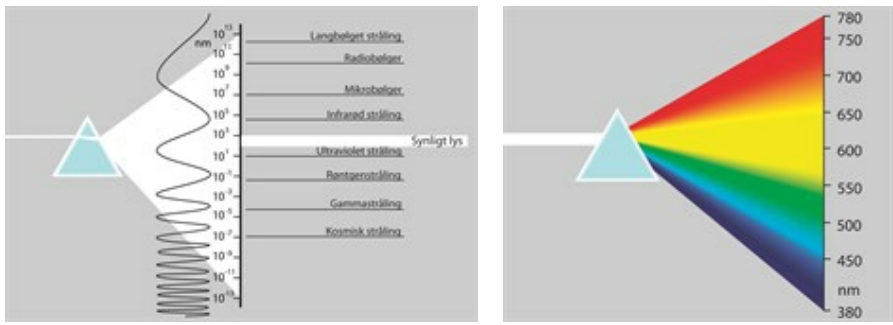 10¹³
nm
10¹¹
10⁹
10⁷
10⁵
10³
10¹
10⁻¹
10⁻³
10⁻⁵
10⁻⁷
10⁻⁹
10⁻¹¹
10⁻¹³
Langbølget stråling
Radiobølger
Mikrobølger
Infrarød stråling
Synligt lys
Ultraviolet stråling
Røntgenstråling
Gammastråling
Kosmisk stråling
780
750
700
650
600
550
500
450
nm
380